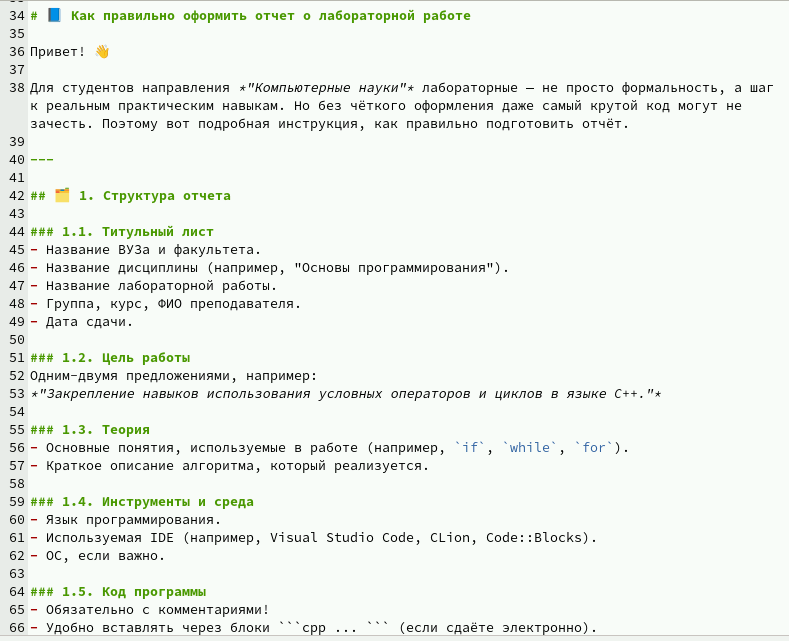 34 # 📘 Как правильно оформить отчет о лабораторной работе
35
36 Привет! 👋
37
38 Для студентов направления *"Компьютерные науки"* лабораторные — не просто формальность, а шаг
к реальным практическим навыкам. Но без чёткого оформления даже самый крутой код могут не
зачесть. Поэтому вот подробная инструкция, как правильно подготовить отчёт.
39
40 ---
41
42 ## 🗂️ 1. Структура отчета
43
44 ### 1.1. Титульный лист
45 - Название ВУЗа и факультета.
46 - Название дисциплины (например, "Основы программирования").
47 - Название лабораторной работы.
48 - Группа, курс, ФИО преподавателя.
49 - Дата сдачи.
50
51 ### 1.2. Цель работы
52 Одним-двумя предложениями, например:
53 *"Закрепление навыков использования условных операторов и циклов в языке C++."*
54
55 ### 1.3. Теория
56 - Основные понятия, используемые в работе (например, `if`, `while`, `for`).
57 - Краткое описание алгоритма, который реализуется.
58
59 ### 1.4. Инструменты и среда
60 - Язык программирования.
61 - Используемая IDE (например, Visual Studio Code, CLion, Code::Blocks).
62 - ОС, если важно.
63
64 ### 1.5. Код программы
65 - Обязательно с комментариями!
66 - Удобно вставлять через блоки ```cpp ... ``` (если сдаёте электронно).